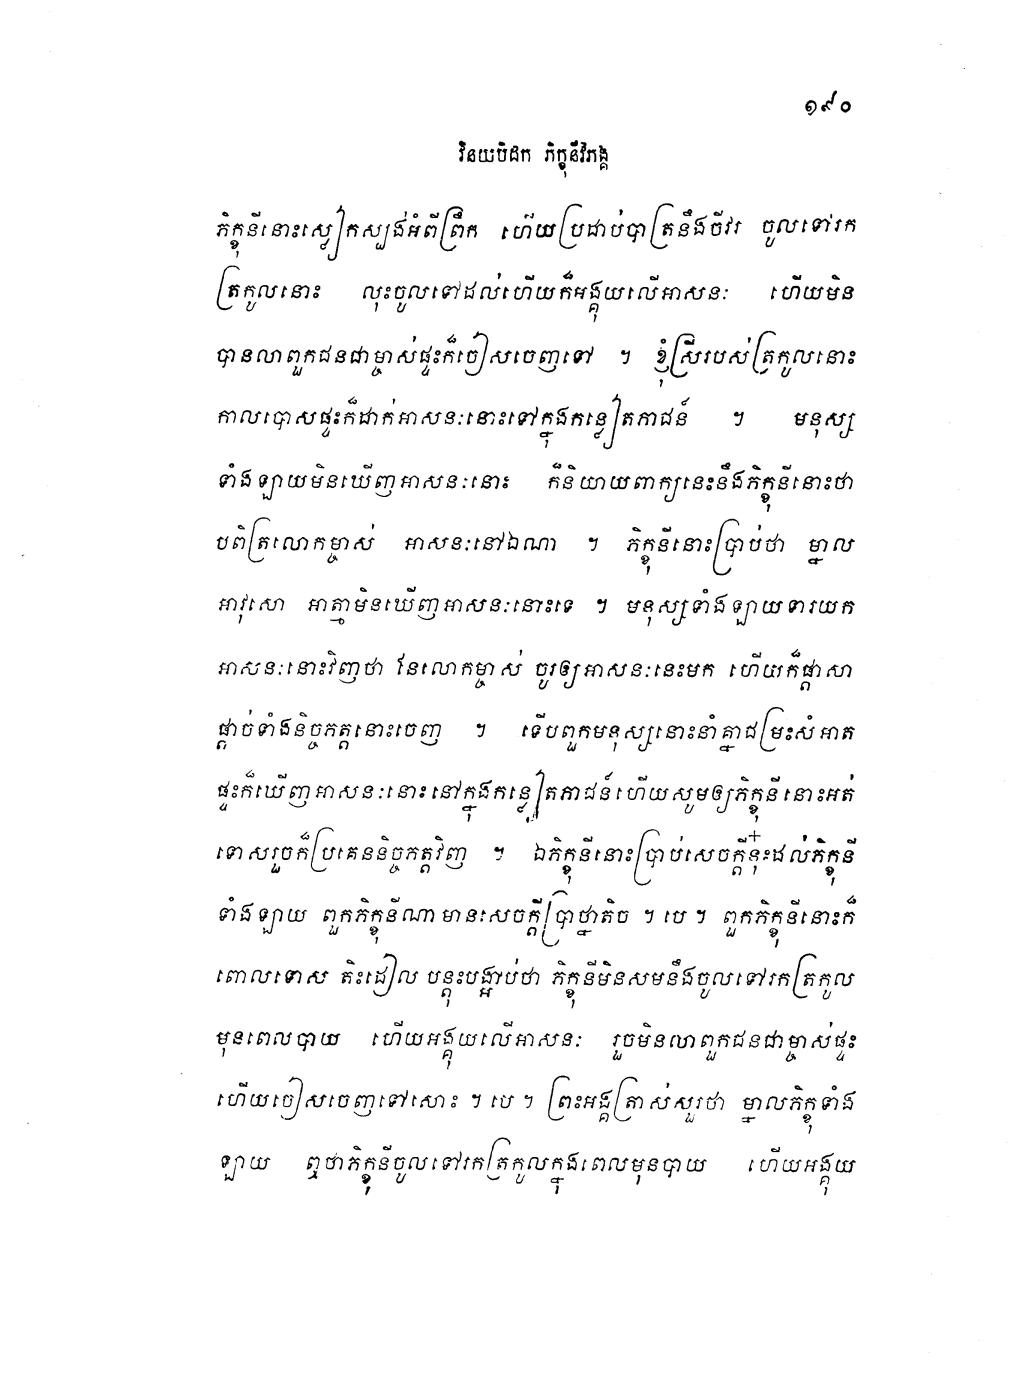 ១៩០
វិនយបិដក ភិក្ខុនីវិភង្គ
ភិក្ខុនីនោះស្លៀកស្បង់អំពីព្រឹក ហើយប្រដាប់បាត្រនឹងចីវរ ចូលទៅរក
ត្រកូលនោះ លុះចូលទៅដល់ហើយក៏អង្គុយលើអាសនៈ ហើយមិន
បានលាពួកជនជាម្ចាស់ផ្ទះក៏ចៀសចេញទៅ ។ ខ្ញុំស្រីរបស់ត្រកូលនោះ
កាលបោសផ្ទះក៏ដាក់អាសនៈនោះទៅក្នុងកន្លៀតភាជន៍ ។ មនុស្ស
ទាំងឡាយមិនឃើញអាសនៈនោះ ក៏និយាយពាក្យនេះនឹងភិក្ខុនីនោះថា
បពិត្រលោកម្ចាស់ អាសនៈនៅឯណា ។ ភិក្ខុនីនោះប្រាប់ថា ម្នាល
អាវុសោ អាត្មាមិនឃើញអាសនៈនោះទេ ។ មនុស្សទាំងឡាយទារយក
អាសនៈនោះវិញថា នែលោកម្ចាស់ ចូរឲ្យអាសនៈនេះមក ហើយក៏ផ្តាសា
ផ្តាច់ទាំងនិច្ចភត្តនោះចេញ ។ ទើបពួកមនុស្សនោះនាំគ្នាជម្រះសំអាត
ផ្ទះក៏ឃើញអាសនៈនោះនៅក្នុងកន្លៀតភាជន៍ហើយសូមឲ្យភិក្ខុនីនោះអត់
ទោសរួចក៏ប្រគេននិច្ចភត្តវិញ ។ ឯភិក្ខុនីនោះប្រាប់សេចក្តីនុ៎ះដល់ភិក្ខុនី
ទាំងឡាយ ពួកភិក្ខុនីណាមានសេចក្តីប្រាថ្នាតិច ។ បេ ។ ពួកភិក្ខុនីនោះក៏
ពោលទោស តិះដៀល បន្តុះបង្អាប់ថា ភិក្ខុនីមិនសមនឹងចូលទៅរកត្រកូល
មុនពេលបាយ ហើយអង្គុយលើអាសនៈ រួចមិនលាពួកជនជាម្ចាស់ផ្ទះ
ហើយចៀសចេញទៅសោះ ។ បេ ។ ព្រះអង្គត្រាស់សួរថា ម្នាលភិក្ខុទាំង
ឡាយ ឮថាភិក្ខុនីចូលទៅរកត្រកូលក្នុងពេលមុនបាយ ហើយអង្គុយ